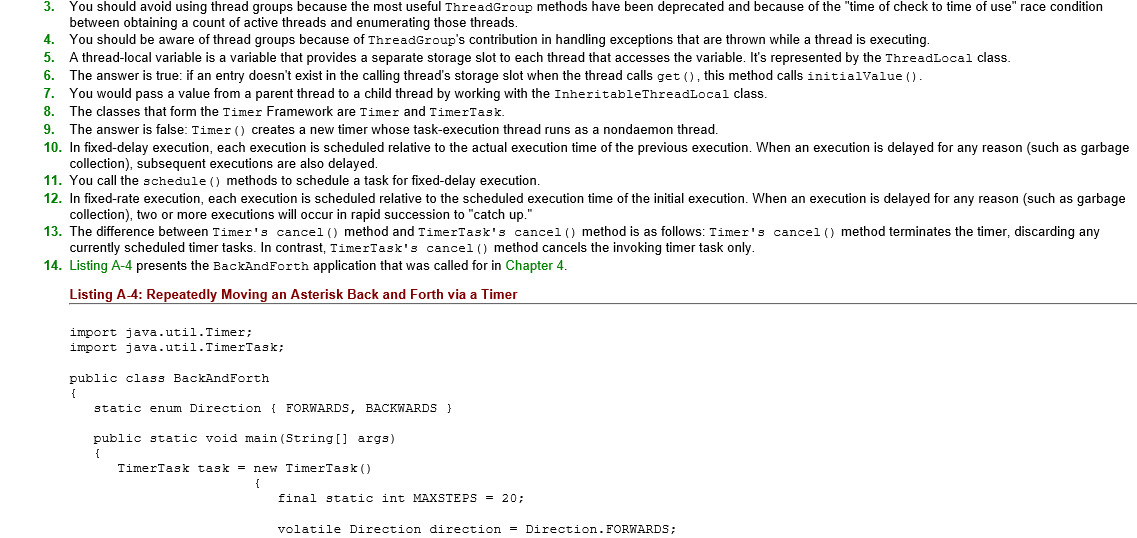 3. You should avoid using thread groups because the most useful ThreadGroup methods have been deprecated and because of the "time of check to time of use" race condition
between obtaining a count of active threads and enumerating those threads.
4. You should be aware of thread groups because of ThreadGroup's contribution in handling exceptions that are thrown while a thread is executing.
5. A thread-local variable is a variable that provides a separate storage slot to each thread that accesses the variable. It's represented by the ThreadLocal class.
6. The answer is true: if an entry doesn't exist in the calling thread's storage slot when the thread calls get(), this method calls initialValue().
7. You would pass a value from a parent thread to a child thread by working with the InheritableThreadLocal class.
8. The classes that form the Timer Framework are Timer and TimerTask.
9. The answer is false: Timer() creates a new timer whose task-execution thread runs as a nondaemon thread.
10. In fixed-delay execution, each execution is scheduled relative to the actual execution time of the previous execution. When an execution is delayed for any reason (such as garbage
collection), subsequent executions are also delayed.
11. You call the schedule() methods to schedule a task for fixed-delay execution.
12. In fixed-rate execution, each execution is scheduled relative to the scheduled execution time of the initial execution. When an execution is delayed for any reason (such as garbage
collection), two or more executions will occur in rapid succession to "catch up."
13. The difference between Timer's cancel() method and TimerTask's cancel() method is as follows: Timer's cancel() method terminates the timer, discarding any
currently scheduled timer tasks. In contrast, TimerTask's cancel() method cancels the invoking timer task only.
14. Listing A-4 presents the BackAndForth application that was called for in Chapter 4.
Listing A-4: Repeatedly Moving an Asterisk Back and Forth via a Timer
import java.util.Timer;
import java.util.TimerTask;
public class BackAndForth
{
static enum Direction { FORWARDS, BACKWARDS }
public static void main(String[] args)
{
TimerTask task = new TimerTask()
{
final static int MAXSTEPS = 20;
volatile Direction direction = Direction.FORWARDS;